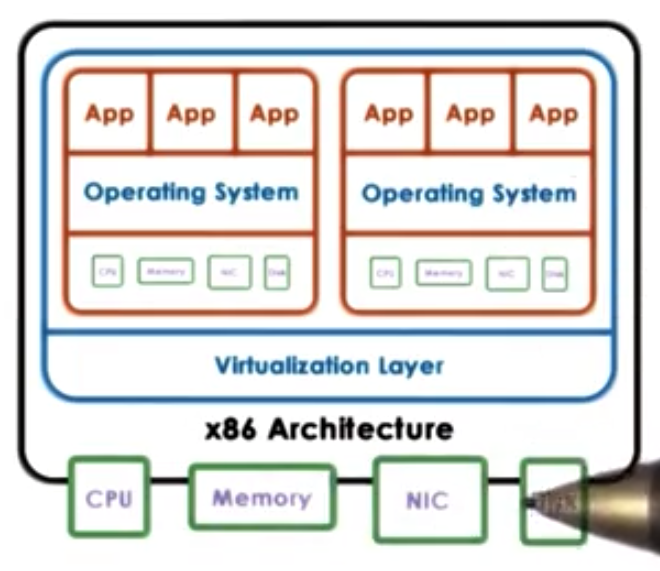 App App App App App App
Operating System Operating System
CPU Memory NIC Disk CPU Memory NIC Disk
Virtualization Layer
x86 Architecture
CPU Memory NIC